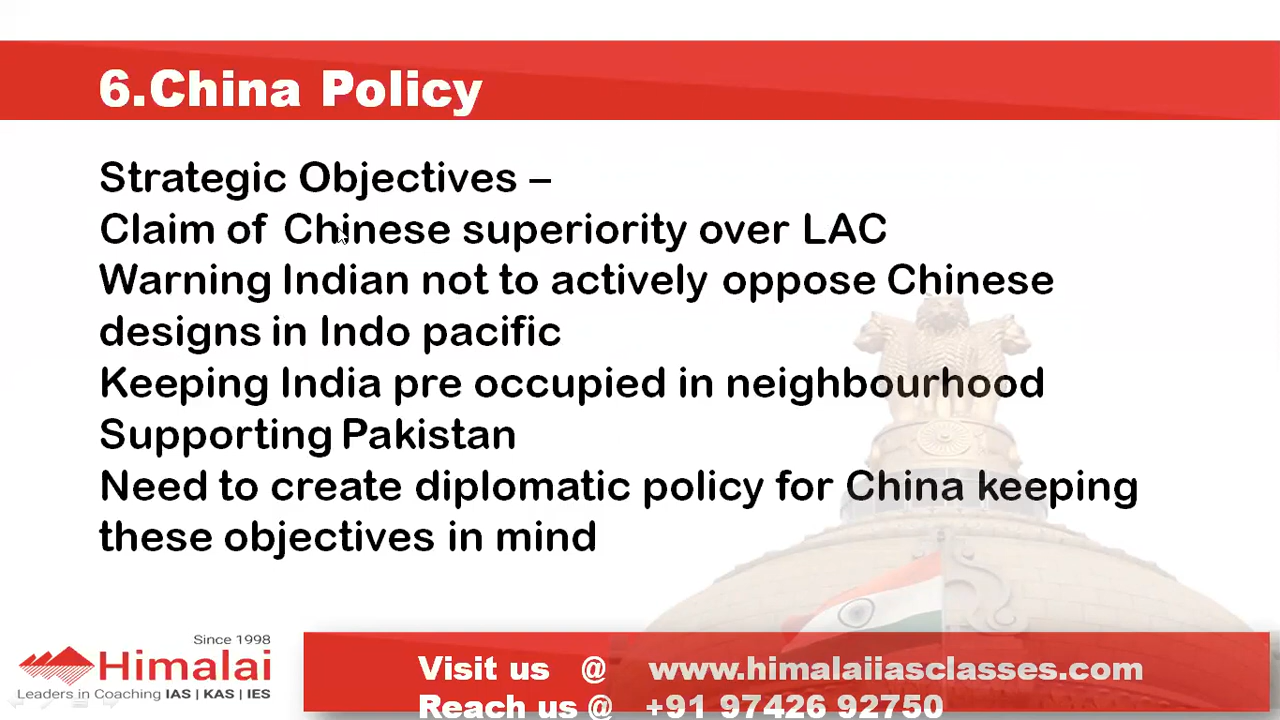 6.China Policy
Strategic Objectives –
Claim of Chinese superiority over LAC
Warning Indian not to actively oppose Chinese
designs in Indo pacific
Keeping India pre occupied in neighbourhood
Supporting Pakistan
Need to create diplomatic policy for China keeping
these objectives in mind
Since 1998
Himalai
Leaders in Coaching IAS | KAS | IES
Visit us @ www.himalaiiasclasses.com
Reach us @ +91 97426 92750